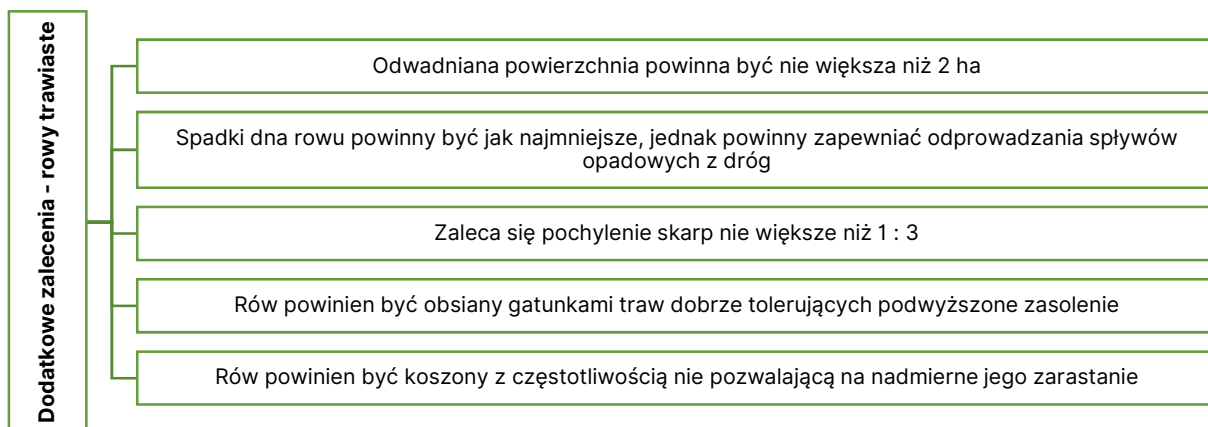 Dodatkowe zalecenia - rowy trawiaste
Odwadniana powierzchnia powinna być nie większa niż 2 ha
Spadki dna rowu powinny być jak najmniejsze, jednak powinny zapewniać odprowadzania spływów
opadowych z dróg
Zaleca się pochylenie skarp nie większe niż 1 : 3
Rów powinien być obsiany gatunkami traw dobrze tolerujących podwyższone zasolenie
Rów powinien być koszony z częstotliwością nie pozwalającą na nadmierne jego zarastanie